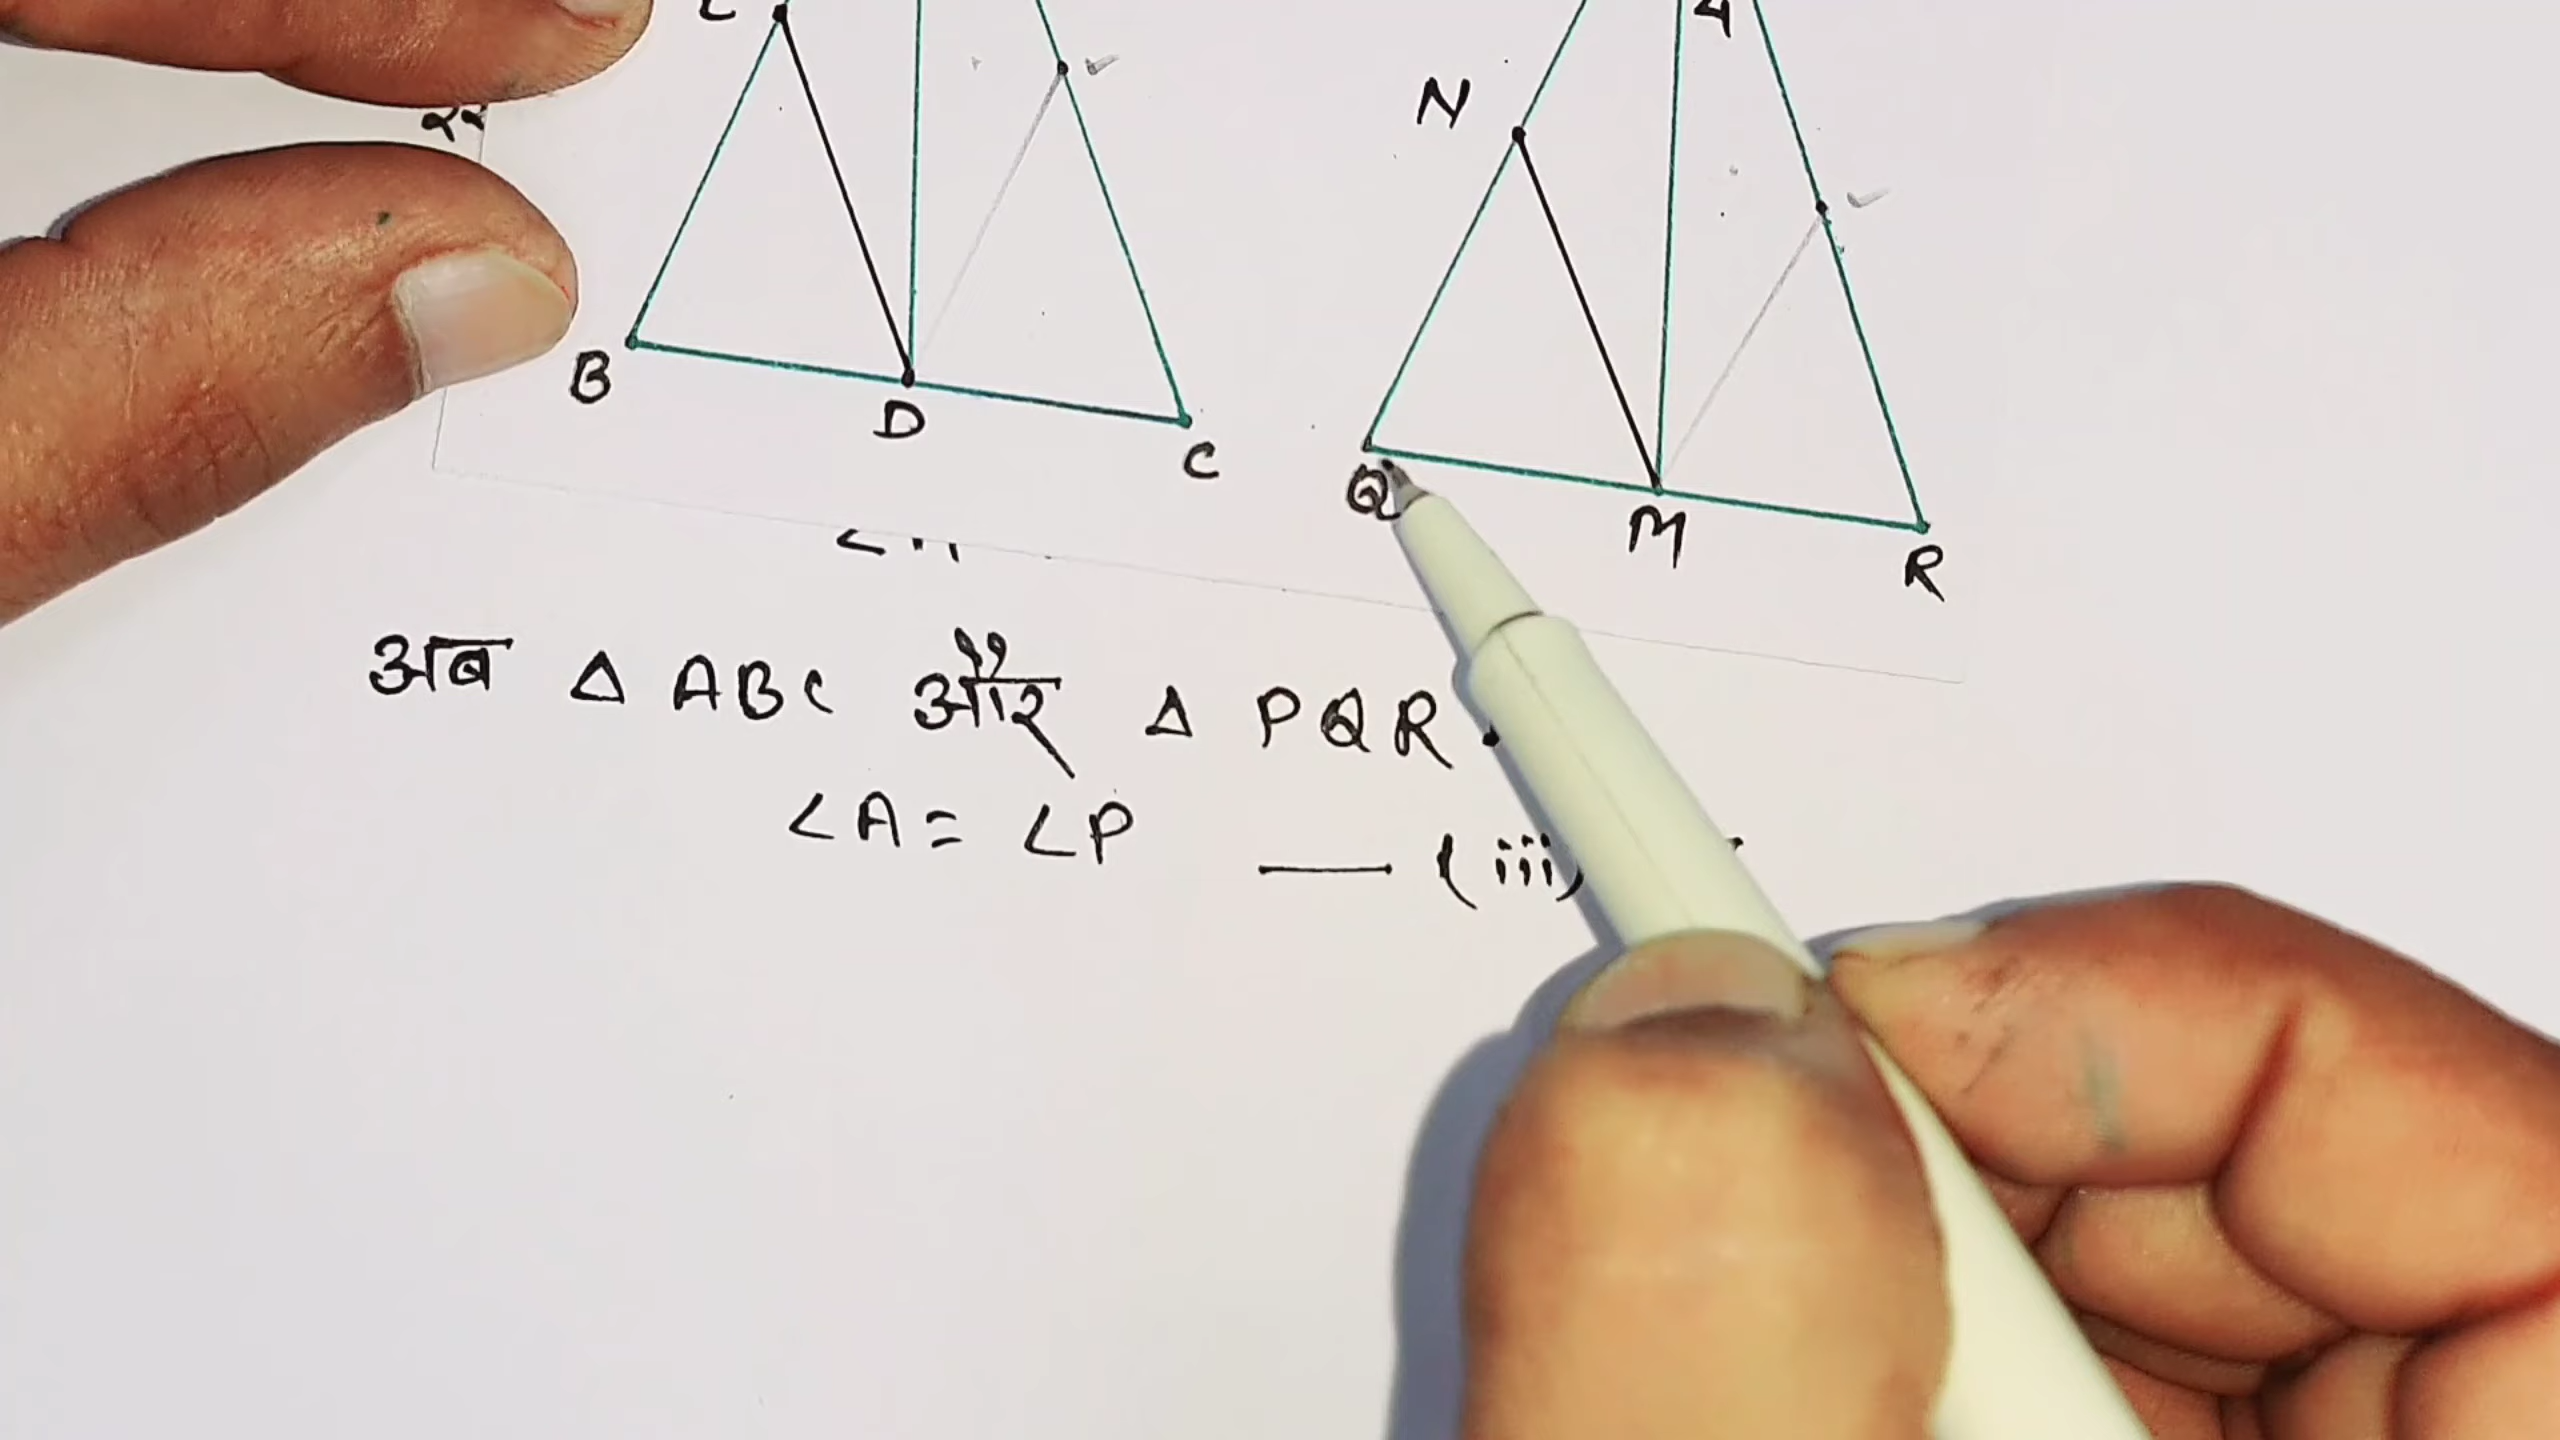 N
B
D
C
Q
M
R
अब Δ ABC और Δ PQR
∠A = ∠P — (iii)